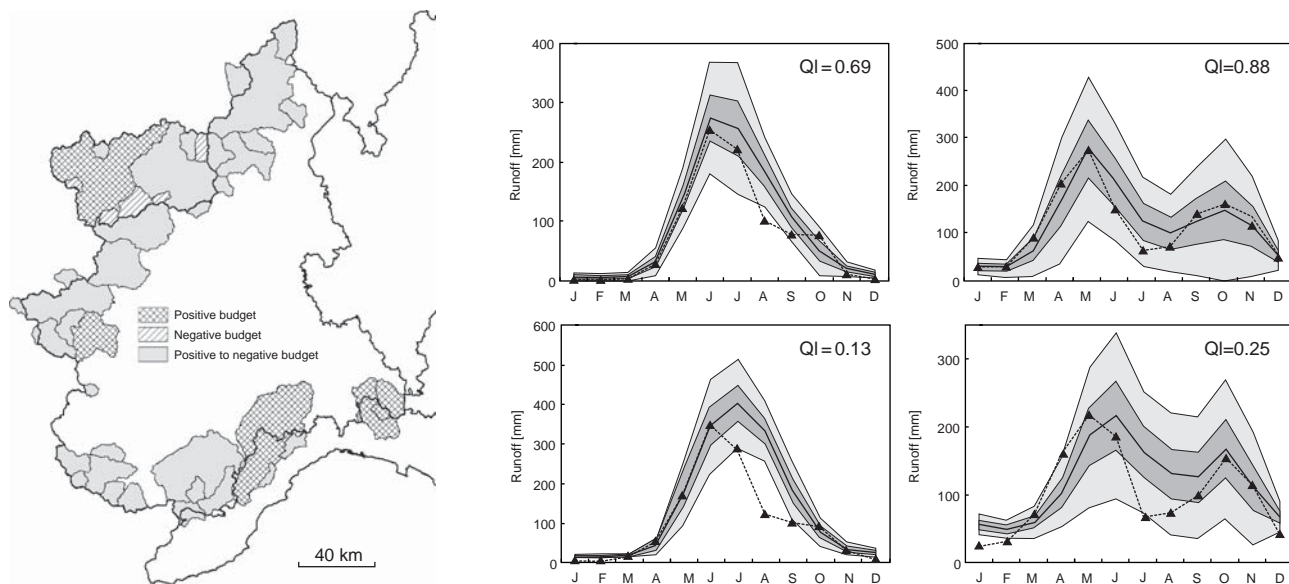 Positive budget
Negative budget
Positive to negative budget
40 km
400
300
200
100
0
Runoff [mm]
QI=0.69
J F M A M J J A S O N D
500
400
300
200
100
0
Runoff [mm]
QI=0.88
J F M A M J J A S O N D
600
500
400
300
200
100
0
Runoff [mm]
QI=0.13
J F M A M J J A S O N D
300
200
100
0
Runoff [mm]
QI=0.25
J F M A M J J A S O N D